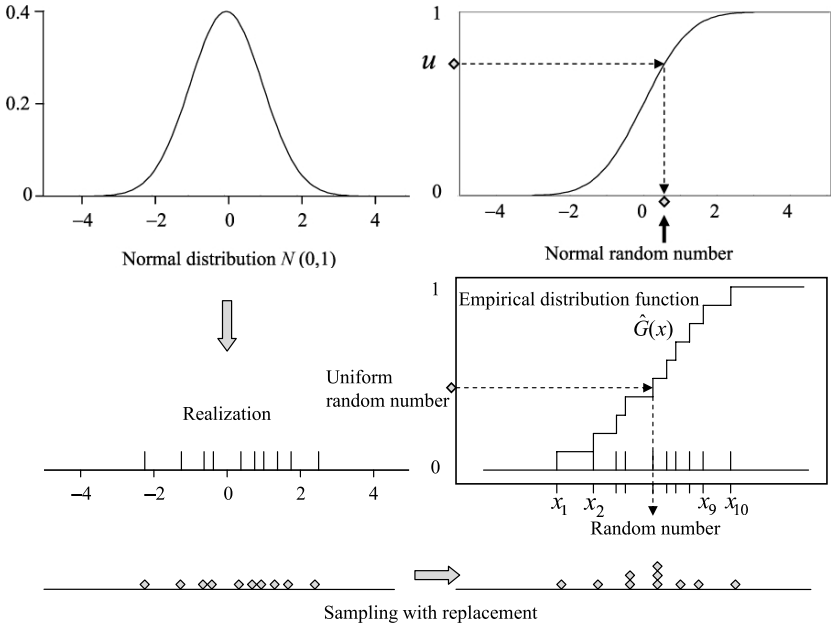 0.4
0.2
0
−4 −2 0 2 4
Normal distribution N (0,1)
1
u
0
−4 −2 0 2 4
Normal random number
Realization
−4 −2 0 2 4
1
Empirical distribution function
Ĝ(x)
Uniform
random number
0
x1 x2 x9 x10
Random number
Sampling with replacement